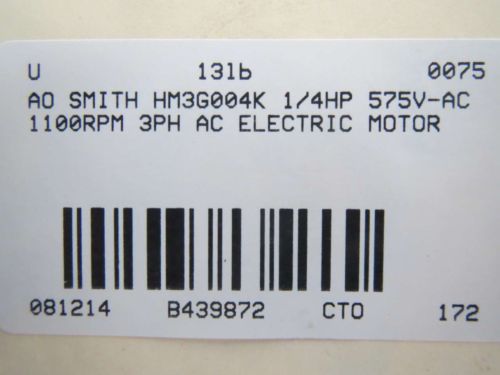 U 13lb 0075
AO SMITH HM3G004K 1/4HP 575V-AC
1100RPM 3PH AC ELECTRIC MOTOR
081214 B439872 CTO 172